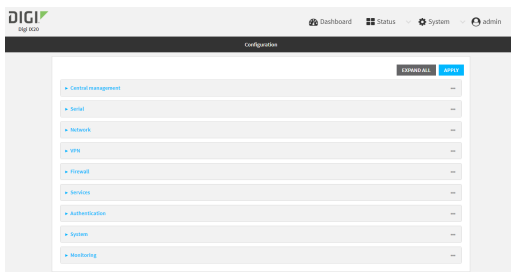 DIGI
Digi IX20
Dashboard
Status
System
admin
Configuration
EXPAND ALL
APPLY
Central management
Serial
Network
VPN
Firewall
Services
Authentication
System
Monitoring